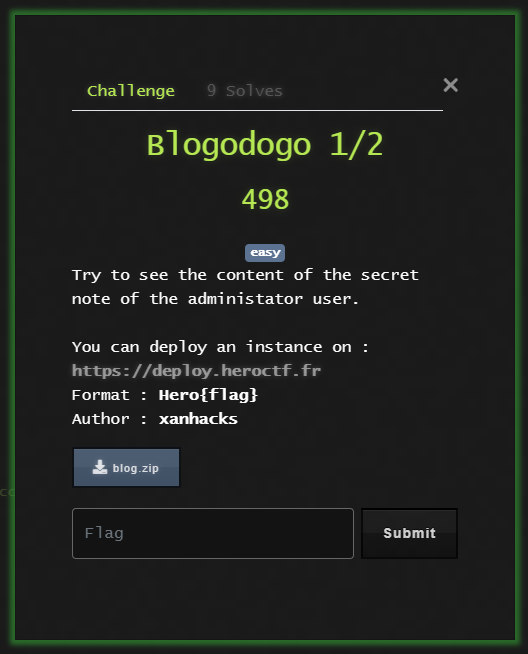 Challenge
9 Solves
×
Blogodogo 1/2
498
easy
Try to see the content of the secret
note of the administator user.
You can deploy an instance on :
https://deploy.heroctf.fr
Format : Hero{flag}
Author : xanhacks
blog.zip
Flag
Submit